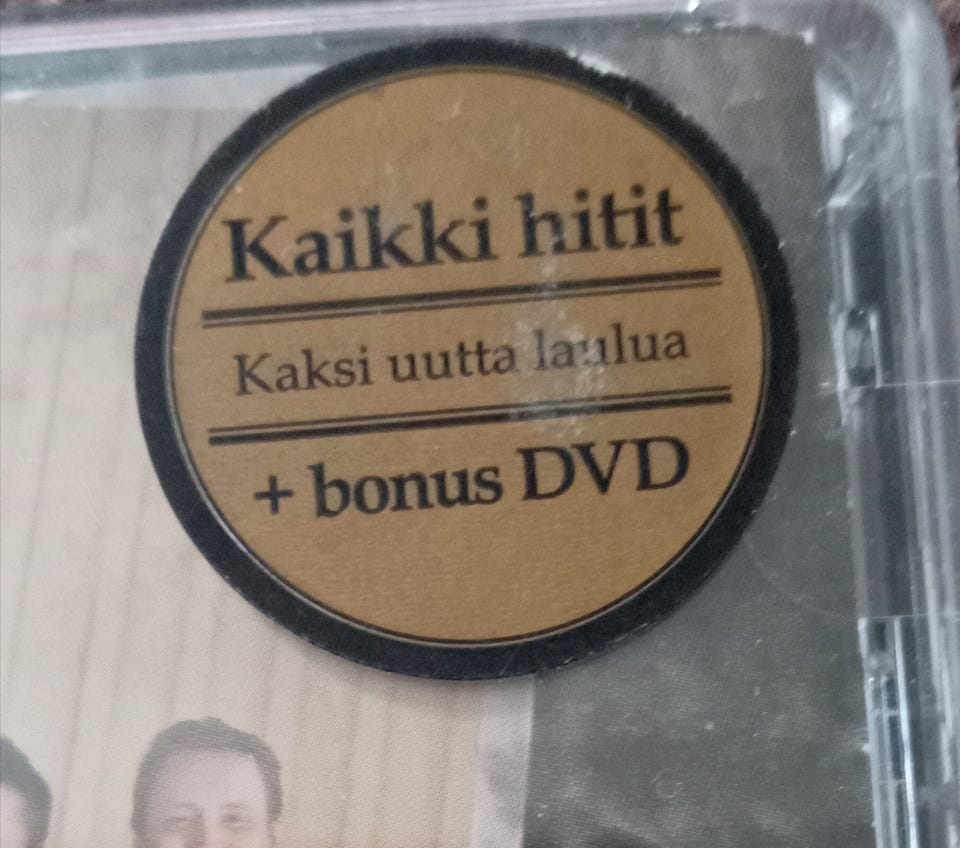 Kaikki hitit
Kaksi uutta laulua
+ bonus DVD